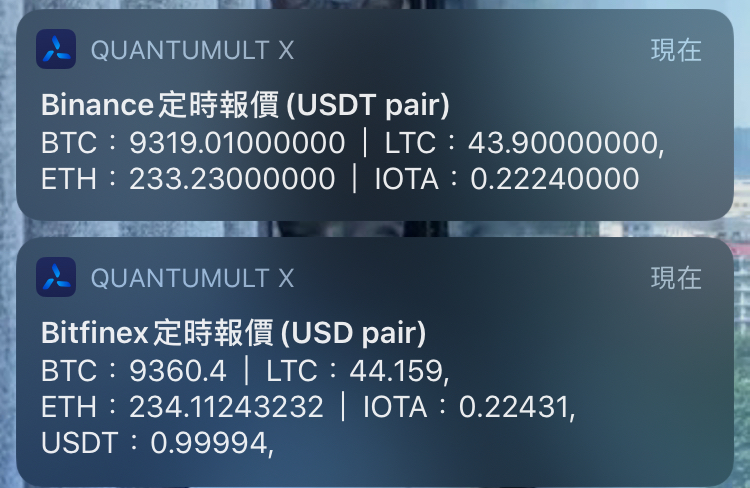 QUANTUMULT X 現在
Binance定時報價 (USDT pair)
BTC：9319.01000000 | LTC：43.90000000,
ETH：233.23000000 | IOTA：0.22240000
QUANTUMULT X 現在
Bitfinex定時報價 (USD pair)
BTC：9360.4 | LTC：44.159,
ETH：234.11243232 | IOTA：0.22431,
USDT：0.99994,